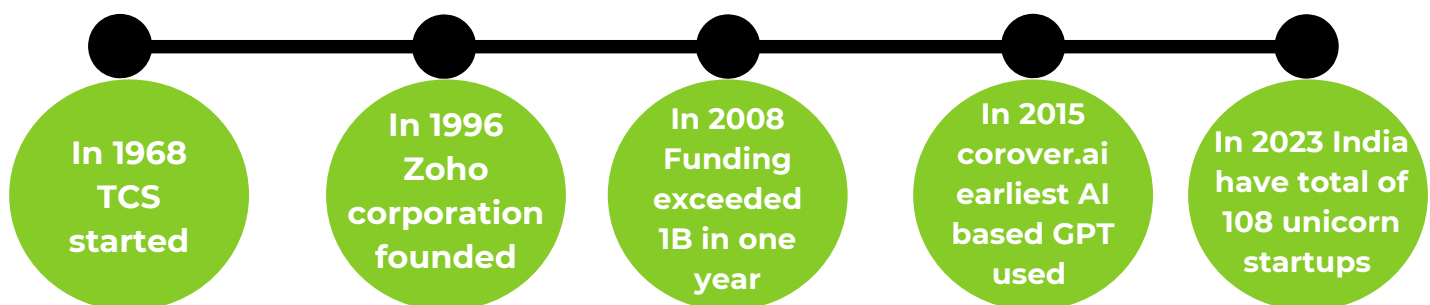 In 1968
TCS
started
In 1996
Zoho
corporation
founded
In 2008
Funding
exceeded
1B in one
year
In 2015
corover.ai
earliest AI
based GPT
used
In 2023 India
have total of
108 unicorn
startups